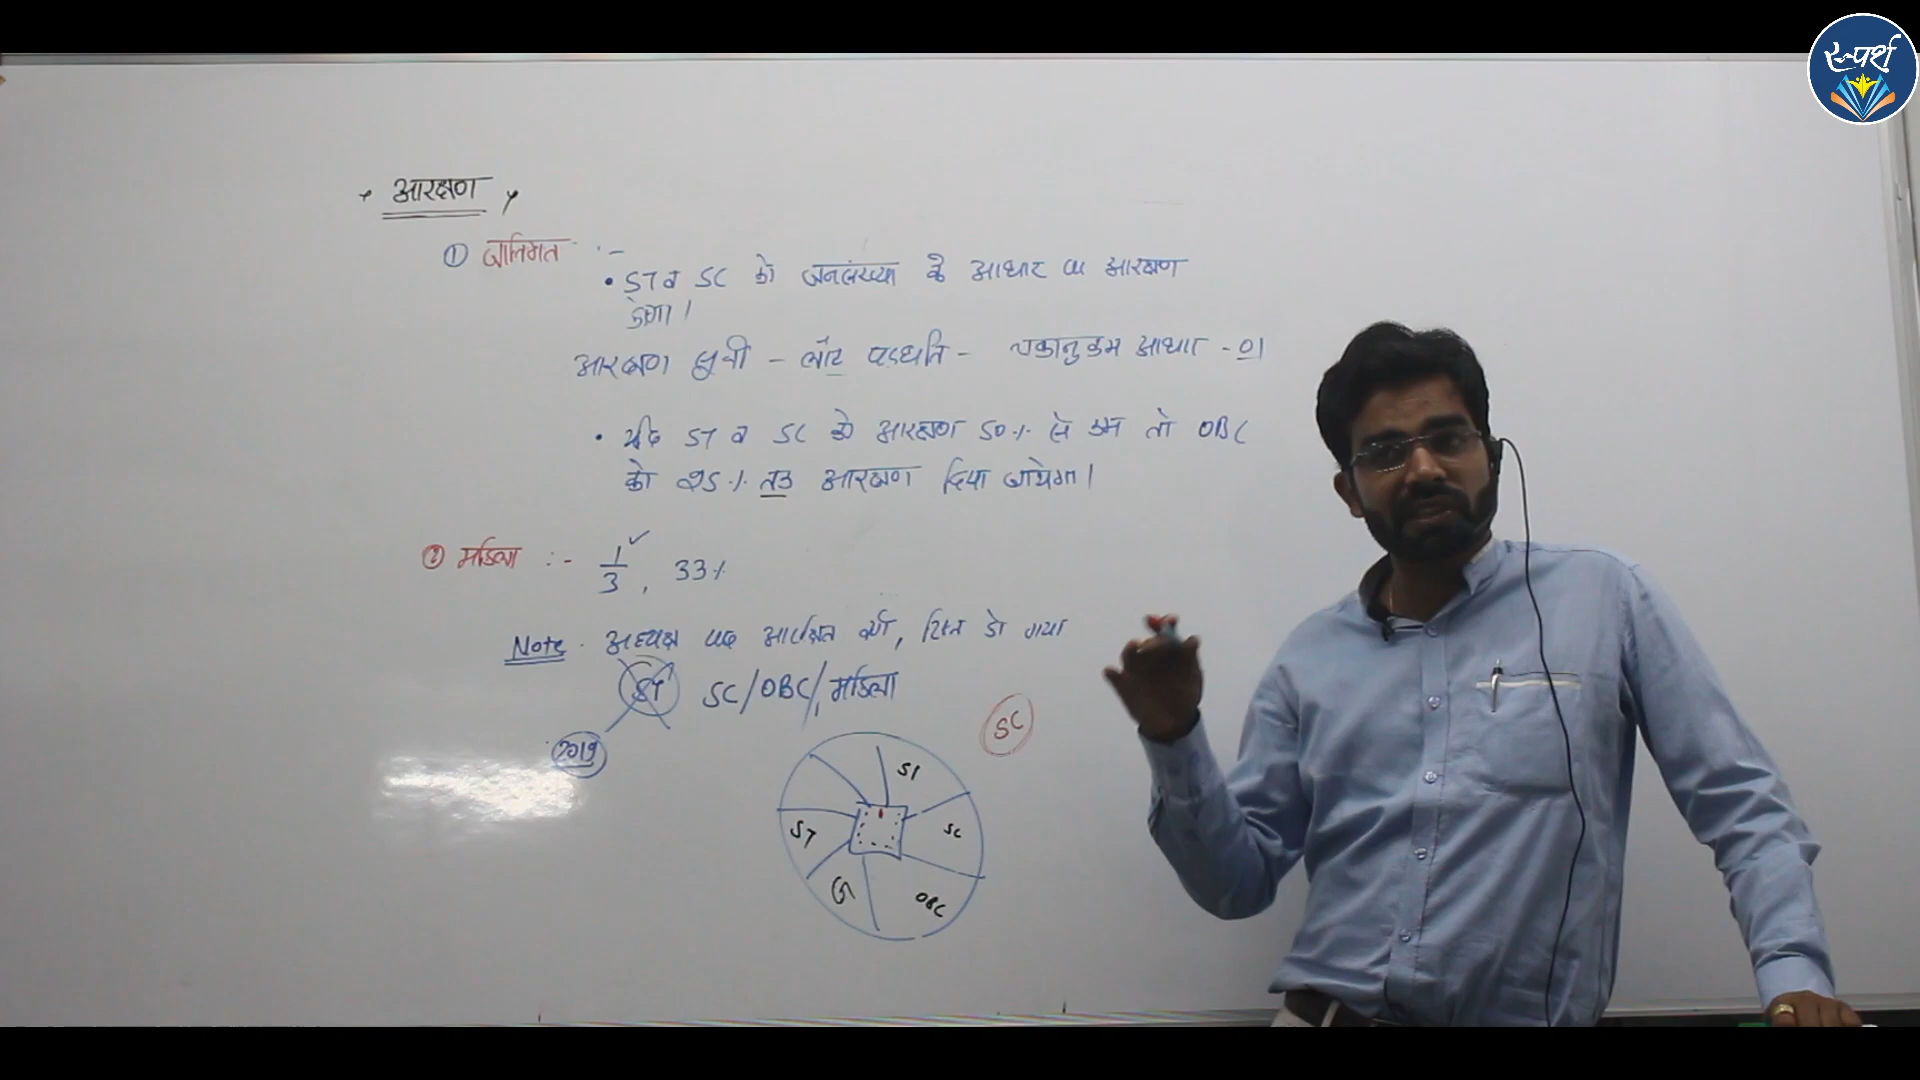 स्पर्श
आरक्षण
① जातिगत :-
• ST व SC को जनसंख्या के आधार पर आरक्षण
होगा।
आरक्षण सूची - लॉट पद्धति - चक्रानुक्रम आधार - 01
• यदि ST व SC को आरक्षण 50% से कम तो OBC
को 25% तक आरक्षण दिया जायेगा।
② महिला :- 1/3, 33%
Note. अध्यक्ष पद आरक्षित थी, रिक्त हो गया
ST SC/OBC/महिला
2019
SC
ST
SC
ST
OBC